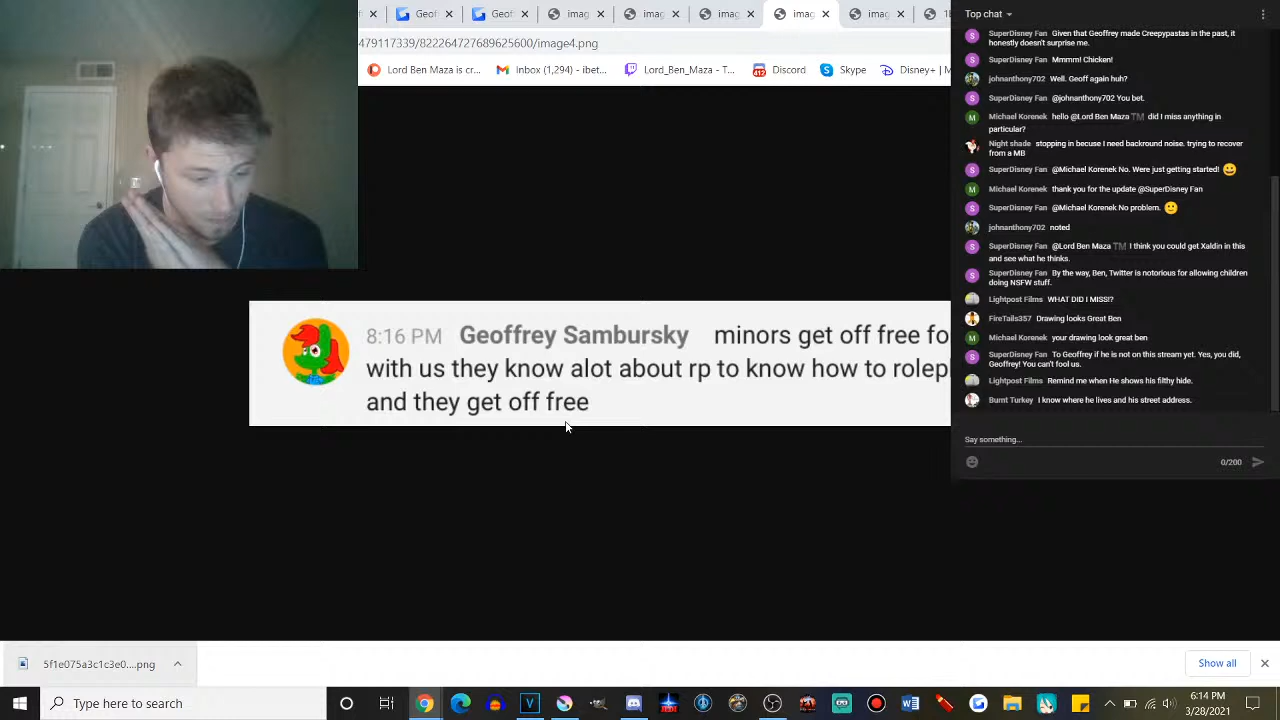 Geoff
Geoff
imag
imag
imag
imag
imag
479117339/822264727689625600/image4.png
Lord Ben Maza is cr...
Inbox (1,294) - ibet...
Lord_Ben_Maza - T...
412
Discord
Skype
Disney+ | M
8:16 PM Geoffrey Sambursky minors get off free fo
with us they know alot about rp to know how to rolepl
and they get off free
Top chat
SuperDisney Fan Given that Geoffrey made Creepypastas in the past, it
honestly doesn't surprise me.
SuperDisney Fan Mmmm! Chicken!
johnanthony702 Well. Geoff again huh?
SuperDisney Fan @johnanthony702 You bet.
Michael Korenek hello @Lord Ben Maza™️ did I miss anything in
particular?
Night shade stopping in becuse I need backround noise. trying to recover
from a MB
SuperDisney Fan @Michael Korenek No. Were just getting started! 😀
Michael Korenek thank you for the update @SuperDisney Fan
SuperDisney Fan @Michael Korenek No problem. 🙂
johnanthony702 noted
SuperDisney Fan @Lord Ben Maza™️ I think you could get Xaldin in this
and see what he thinks.
SuperDisney Fan By the way, Ben, Twitter is notorious for allowing children
doing NSFW stuff.
Lightpost Films WHAT DID I MISS!?
FireTails357 Drawing looks Great Ben
Michael Korenek your drawing look great ben
SuperDisney Fan To Geoffrey if he is not on this stream yet. Yes, you did,
Geoffrey! You can't fool us.
Lightpost Films Remind me when He shows his filthy hide.
Burnt Turkey I know where he lives and his street address.
Say something...
0/200
5f1e075a3c1c3e0....png
Show all
Type here to search
6:14 PM
3/28/2021